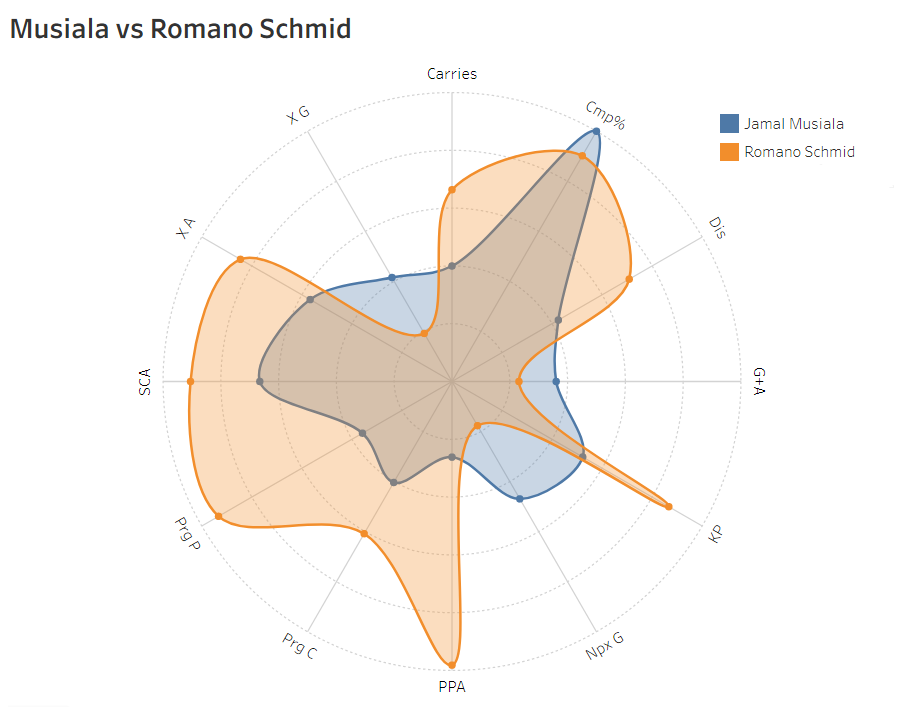 Musiala vs Romano Schmid
Carries
Cmp%
Dis
G+A
KP
Npx G
PPA
Prg C
Prg P
SCA
X A
X G
Jamal Musiala
Romano Schmid